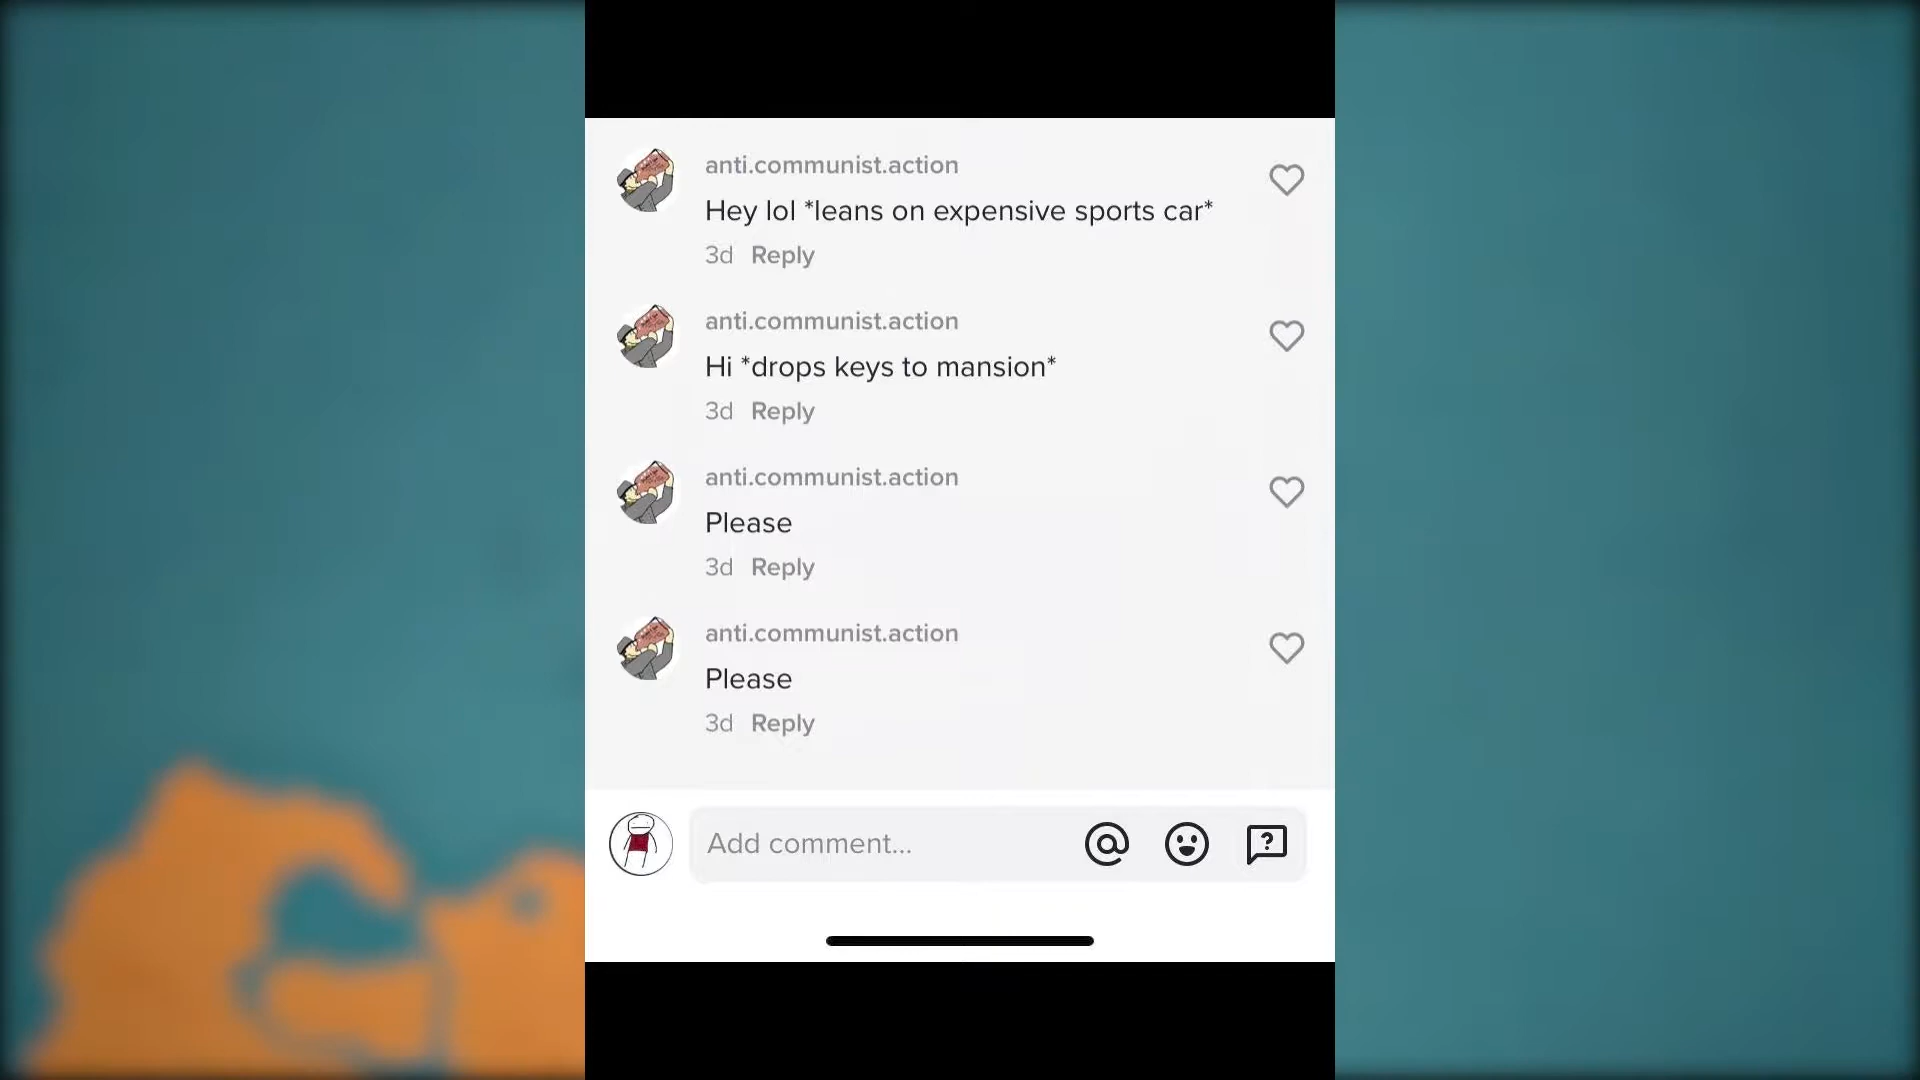 anti.communist.action
Hey lol *leans on expensive sports car*
3d Reply
anti.communist.action
Hi *drops keys to mansion*
3d Reply
anti.communist.action
Please
3d Reply
anti.communist.action
Please
3d Reply
Add comment...